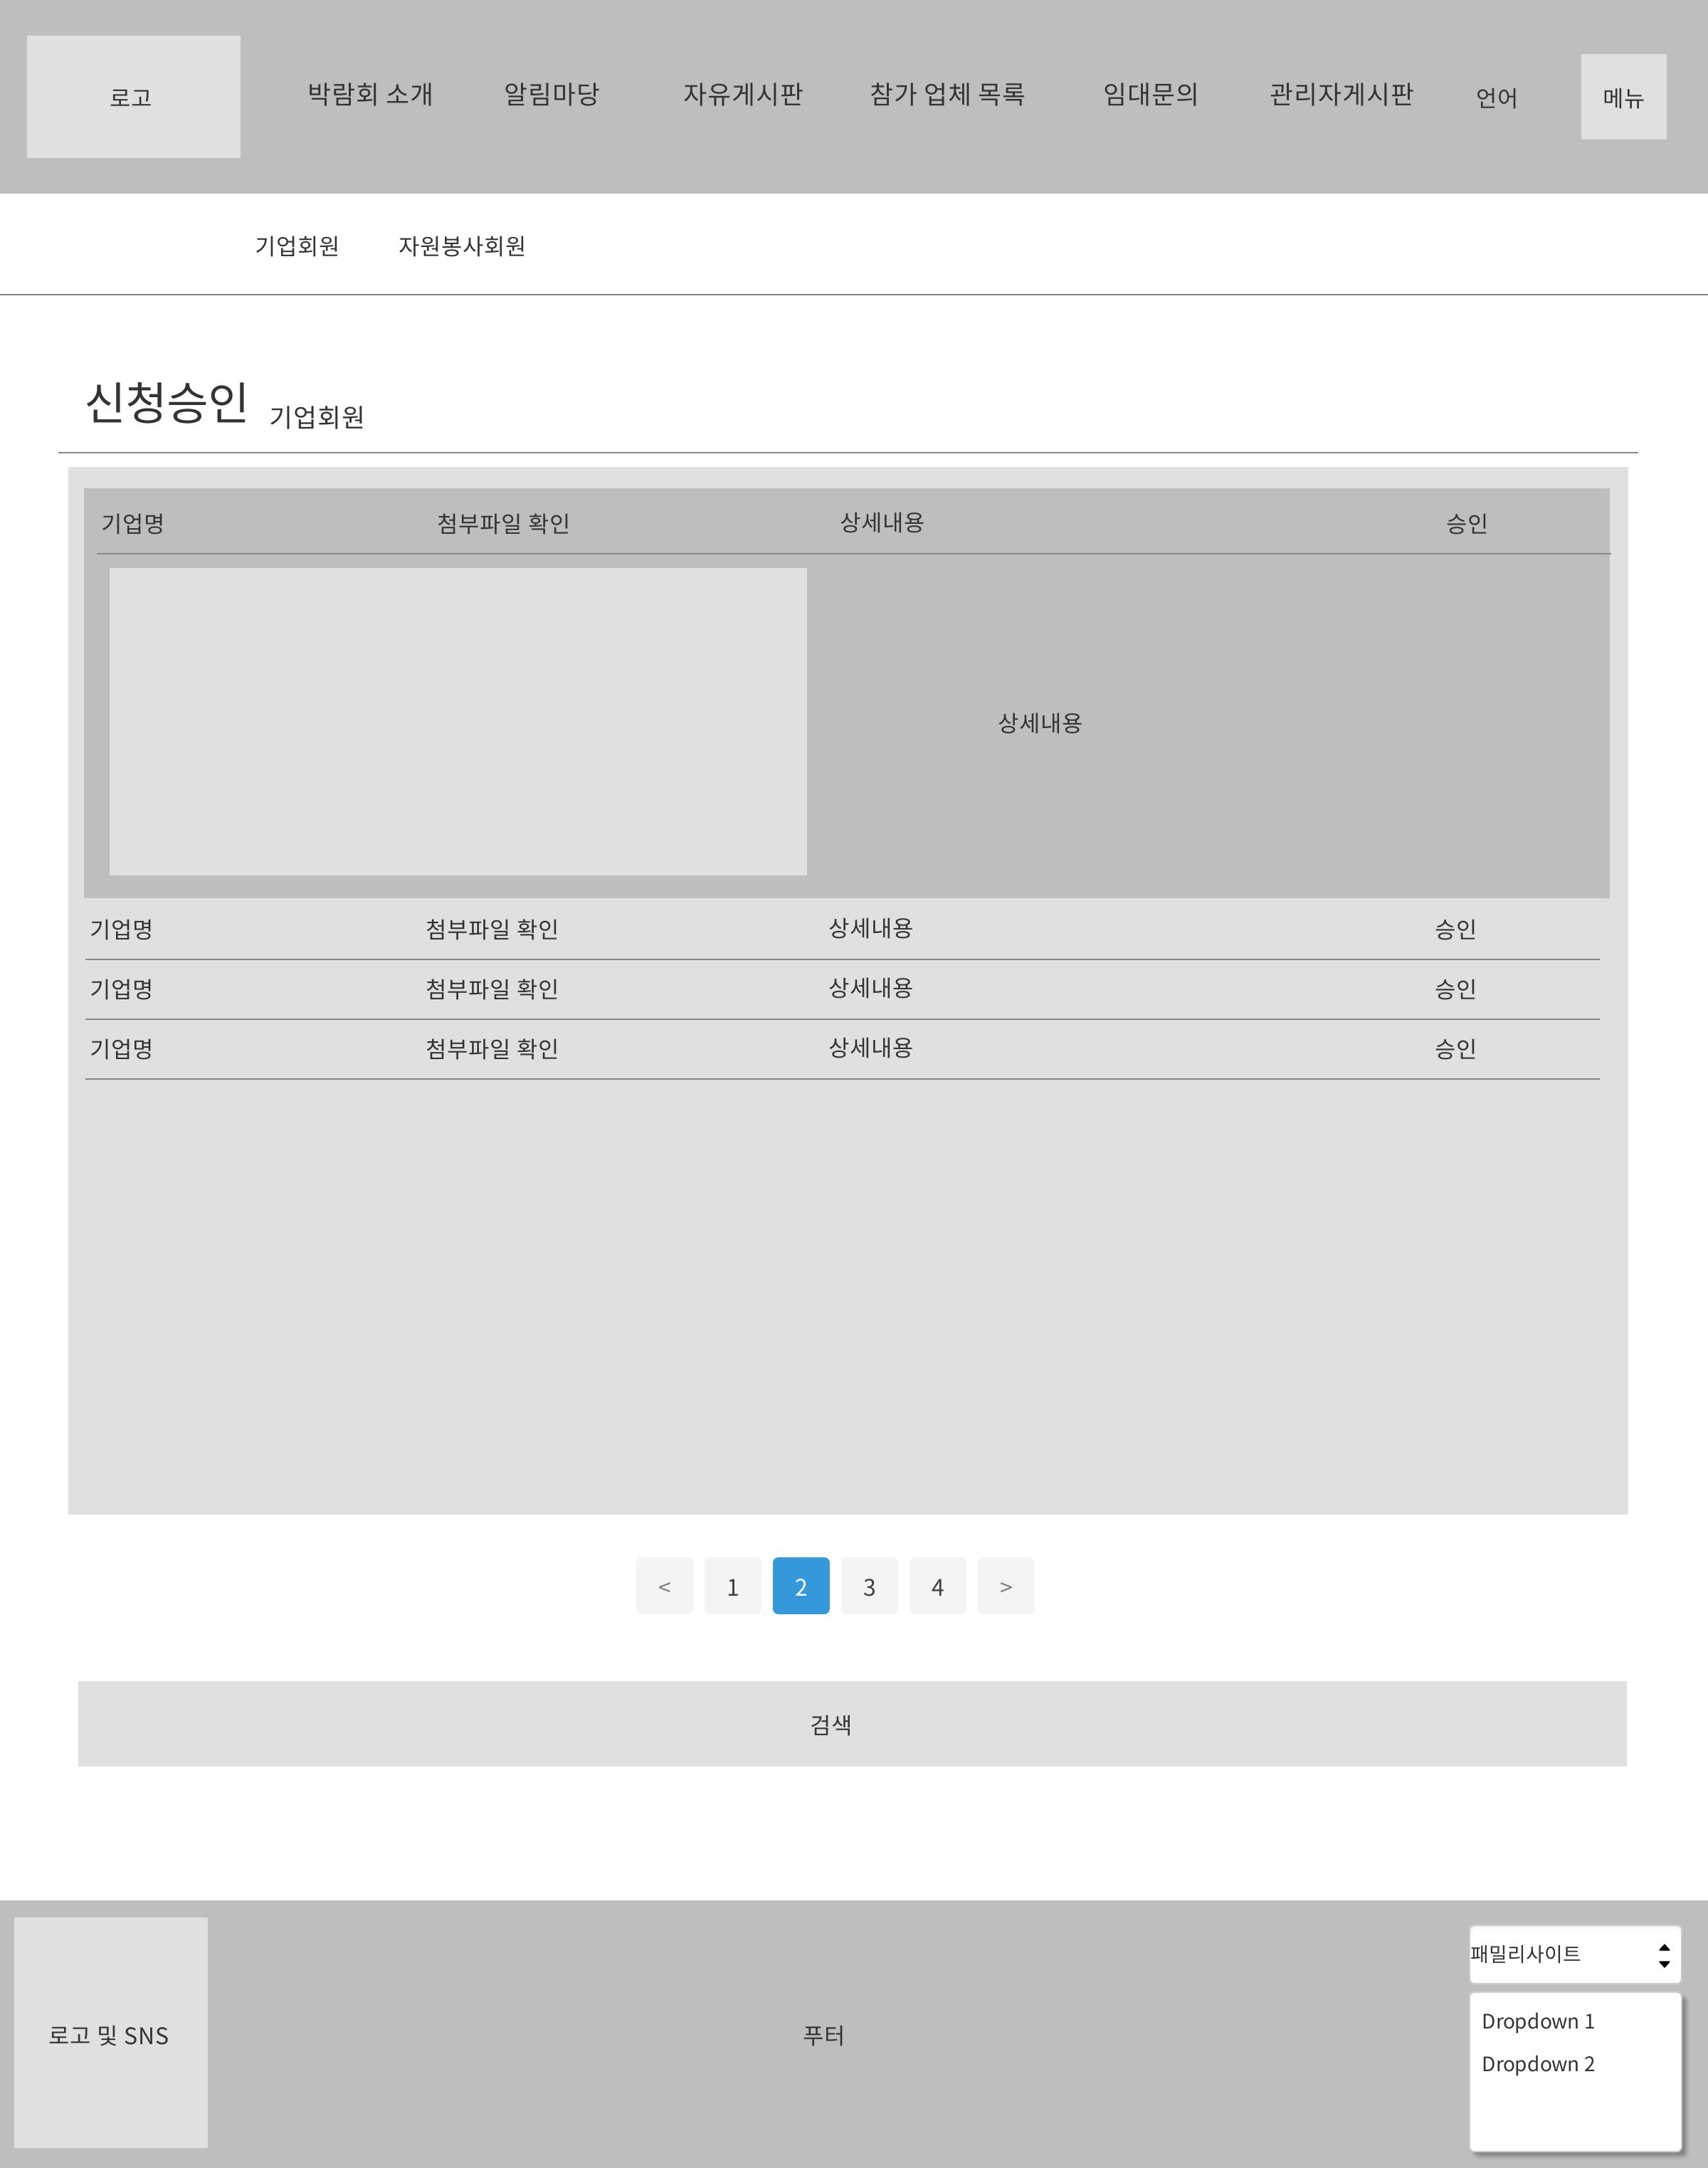 로고 박람회 소개 알림마당 자유게시판 참가 업체 목록 임대문의 관리자게시판 언어 메뉴
기업회원 자원봉사회원
신청승인 기업회원
기업명 첨부파일 확인 상세내용 승인
상세내용
기업명 첨부파일 확인 상세내용 승인
기업명 첨부파일 확인 상세내용 승인
기업명 첨부파일 확인 상세내용 승인
< 1 2 3 4 >
검색
패밀리사이트
Dropdown 1
로고 및 SNS 푸터
Dropdown 2